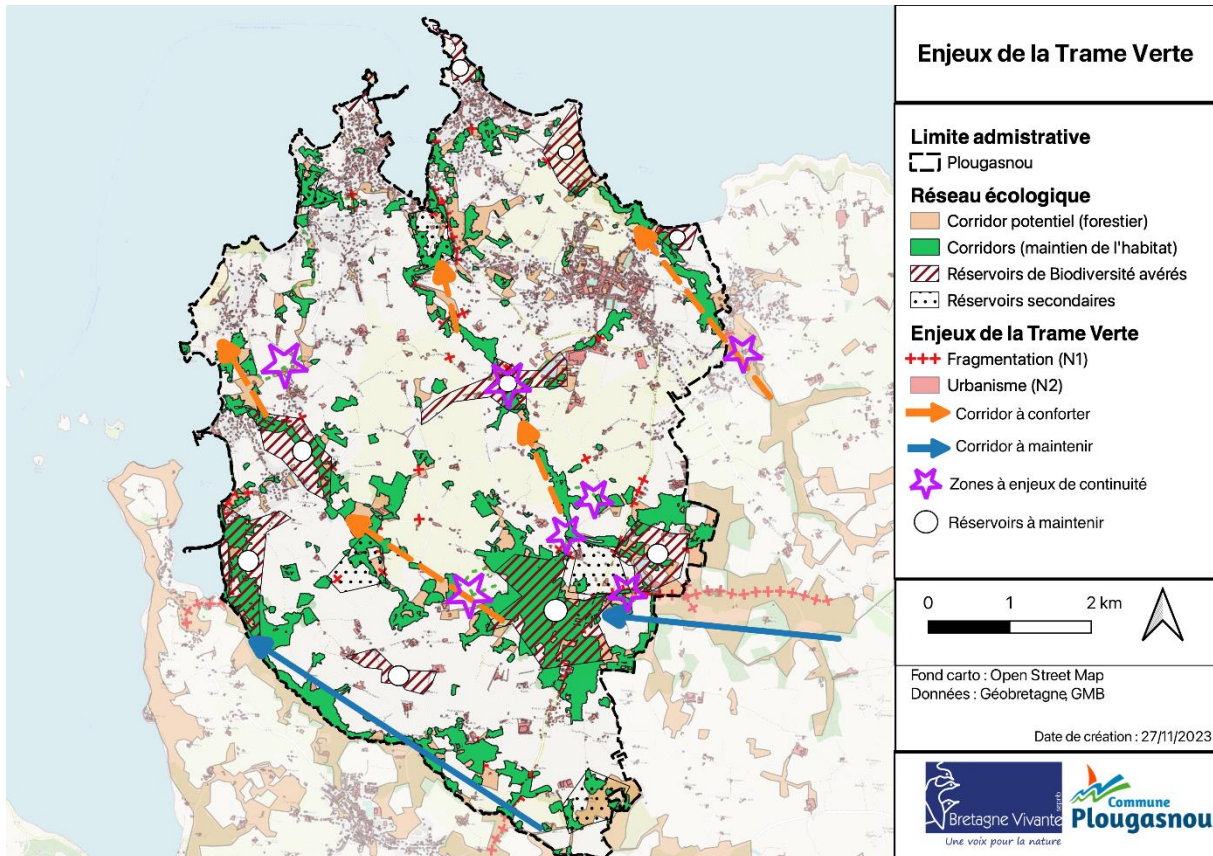 Enjeux de la Trame Verte
Limite admistrative
Plougasnou
Réseau écologique
Corridor potentiel (forestier)
Corridors (maintien de l'habitat)
Réservoirs de Biodiversité avérés
Réservoirs secondaires
Enjeux de la Trame Verte
Fragmentation (N1)
Urbanisme (N2)
Corridor à conforter
Corridor à maintenir
Zones à enjeux de continuité
Réservoirs à maintenir
0 1 2 km
Fond carto : Open Street Map
Données : Géobretagne, GMB
Date de création : 27/11/2023
Bretagne Vivante
sepnb
Une voix pour la nature
Commune
Plougasnou